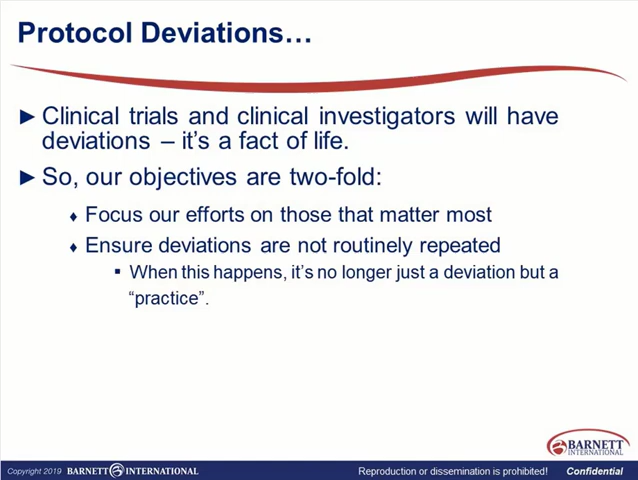 Protocol Deviations…
► Clinical trials and clinical investigators will have
deviations – it’s a fact of life.
► So, our objectives are two-fold:
♦ Focus our efforts on those that matter most
♦ Ensure deviations are not routinely repeated
▪ When this happens, it’s no longer just a deviation but a
“practice”.
BARNETT
INTERNATIONAL
Copyright 2019 BARNETT INTERNATIONAL Reproduction or dissemination is prohibited! Confidential